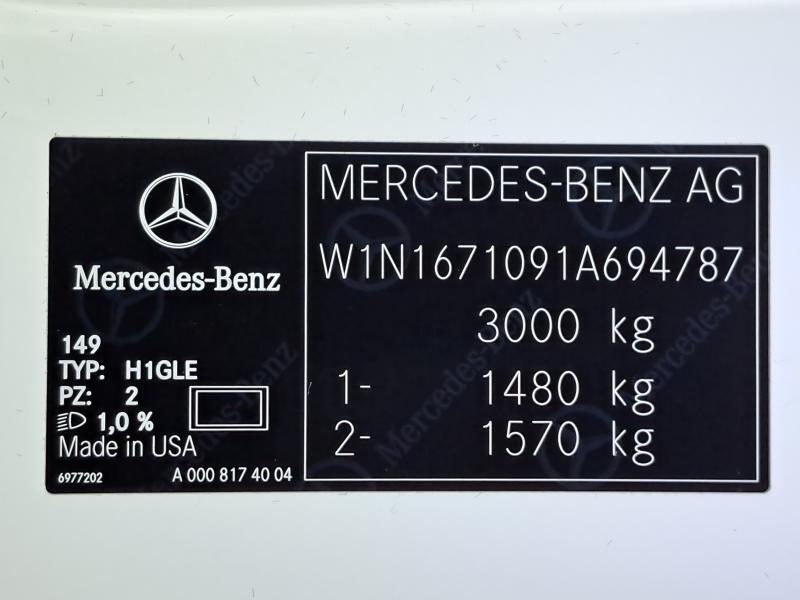 Mercedes-Benz
149
TYP: H1GLE
PZ: 2
1,0 %
Made in USA
6977202
A 000 817 40 04
MERCEDES-BENZ AG
W1N1671091A694787
3000 kg
1- 1480 kg
2- 1570 kg